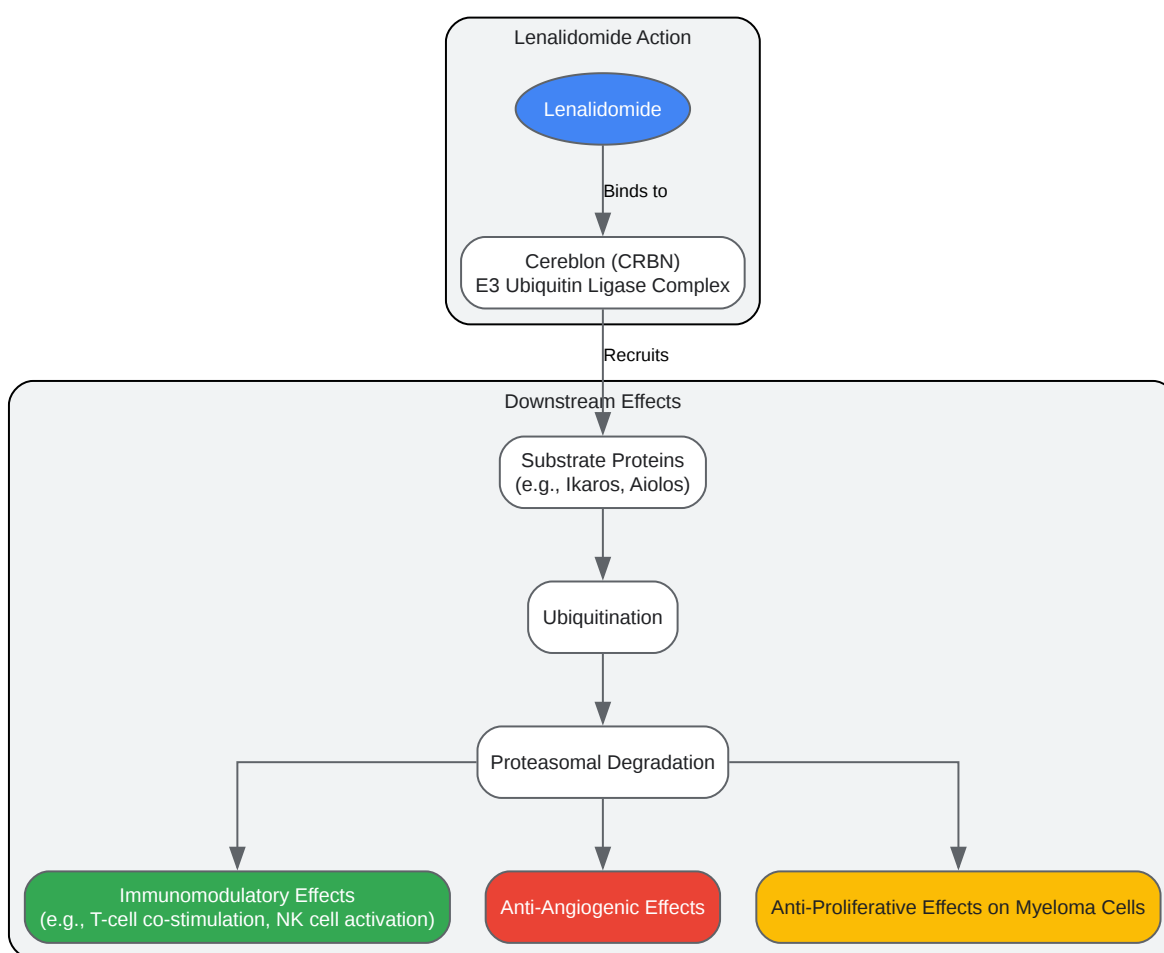 Lenalidomide Action
Lenalidomide
Binds to
Cereblon (CRBN)
E3 Ubiquitin Ligase Complex
Recruits
Downstream Effects
Substrate Proteins
(e.g., Ikaros, Aiolos)
Ubiquitination
Proteasomal Degradation
Immunomodulatory Effects
(e.g., T-cell co-stimulation, NK cell activation)
Anti-Angiogenic Effects
Anti-Proliferative Effects on Myeloma Cells